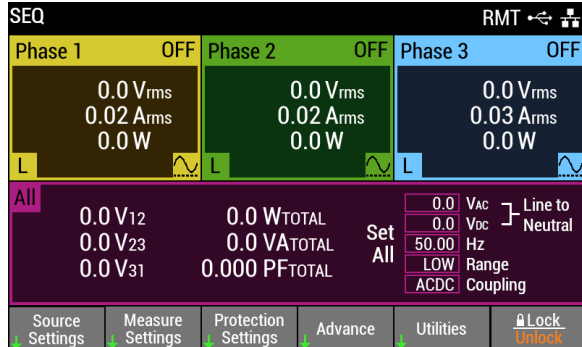 SEQ RMT
Phase 1 OFF Phase 2 OFF Phase 3 OFF
0.0 Vrms 0.0 Vrms 0.0 Vrms
0.02 Arms 0.02 Arms 0.03 Arms
0.0 W 0.0 W 0.0 W
L L L
All
0.0 V12 0.0 WTOTAL
0.0 V23 0.0 VATOTAL
0.0 V31 0.000 PFTOTAL
Set
All
0.0 VAC
0.0 VDC
50.00 Hz
LOW Range
ACDC Coupling
Line to
Neutral
Source
Settings
Measure
Settings
Protection
Settings
Advance
Utilities
Lock
Unlock